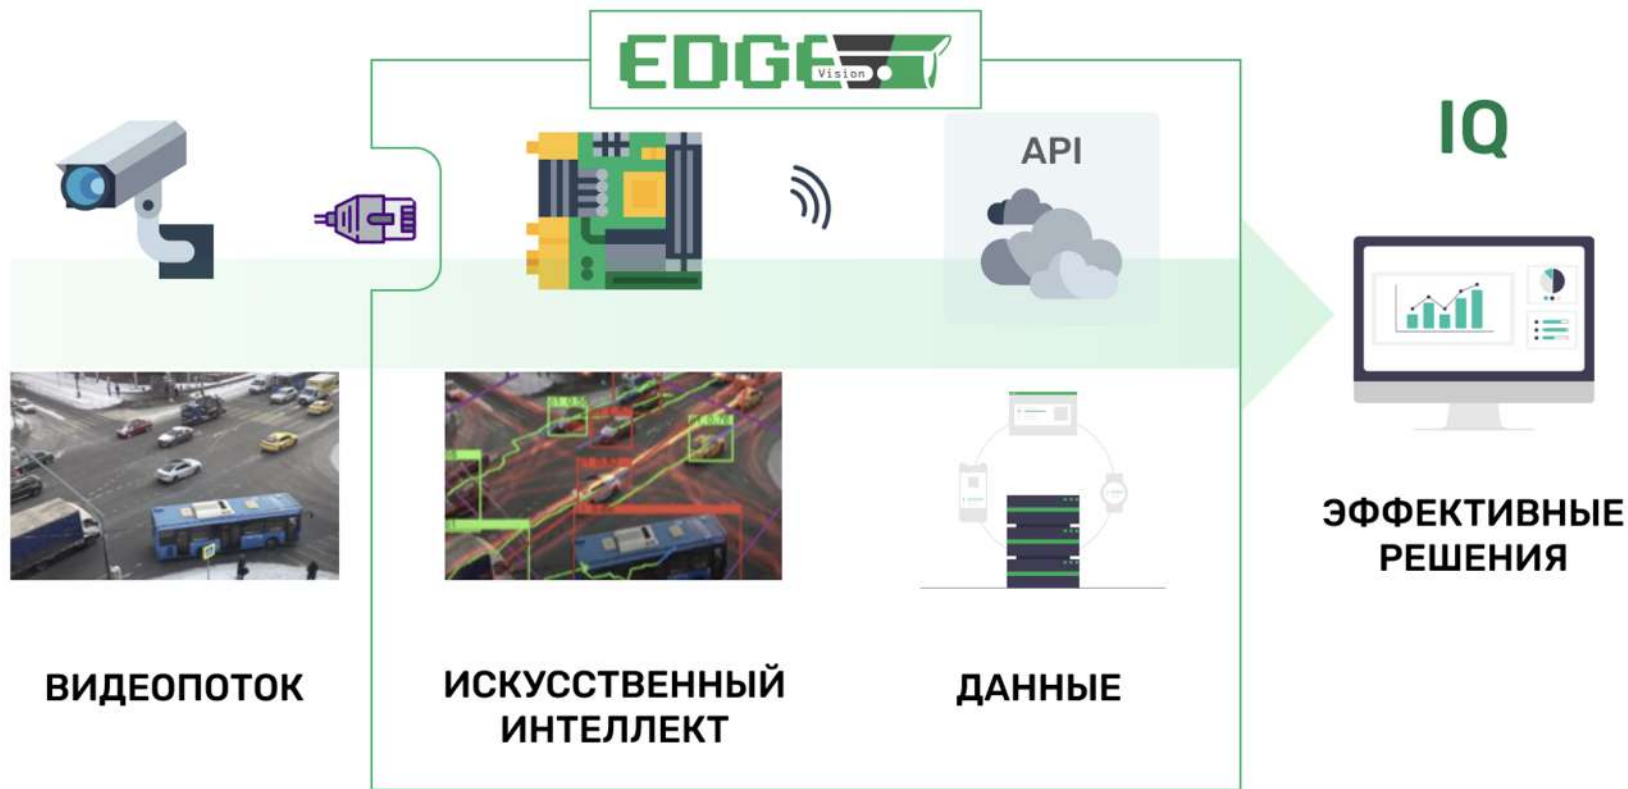 EDGE
Vision
API
IQ
ВИДЕОПОТОК
ИСКУССТВЕННЫЙ
ИНТЕЛЛЕКТ
ДАННЫЕ
ЭФФЕКТИВНЫЕ
РЕШЕНИЯ